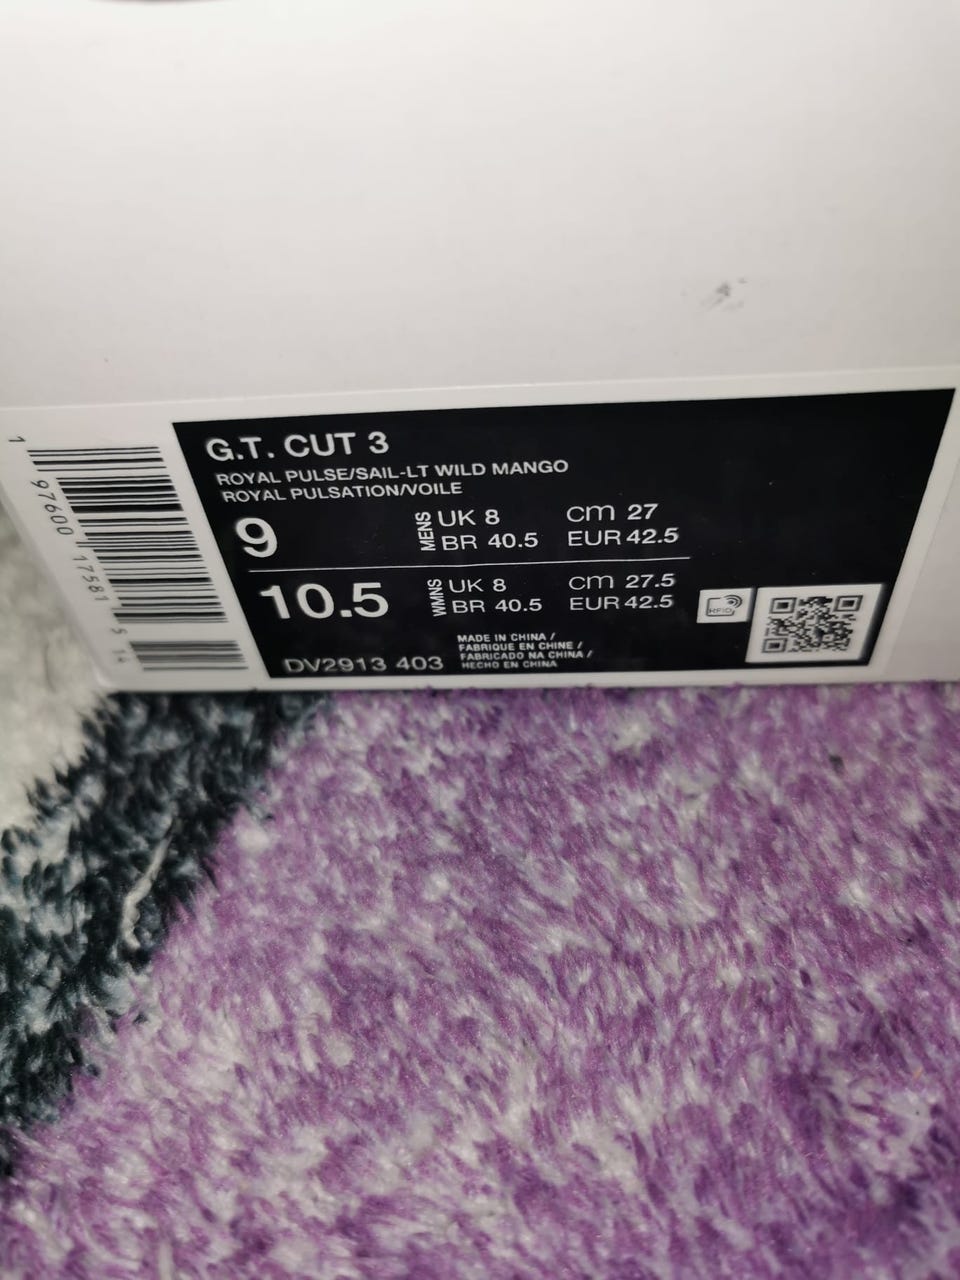 G.T. CUT 3
ROYAL PULSE/SAIL-LT WILD MANGO
ROYAL PULSATION/VOILE
9
MENS
UK 8 cm 27
BR 40.5 EUR 42.5
10.5
WMNS
UK 8 cm 27.5
BR 40.5 EUR 42.5
RFID
DV2913 403
MADE IN CHINA /
FABRIQUE EN CHINE /
FABRICADO NA CHINA /
HECHO EN CHINA
1 97600 17581 5 14